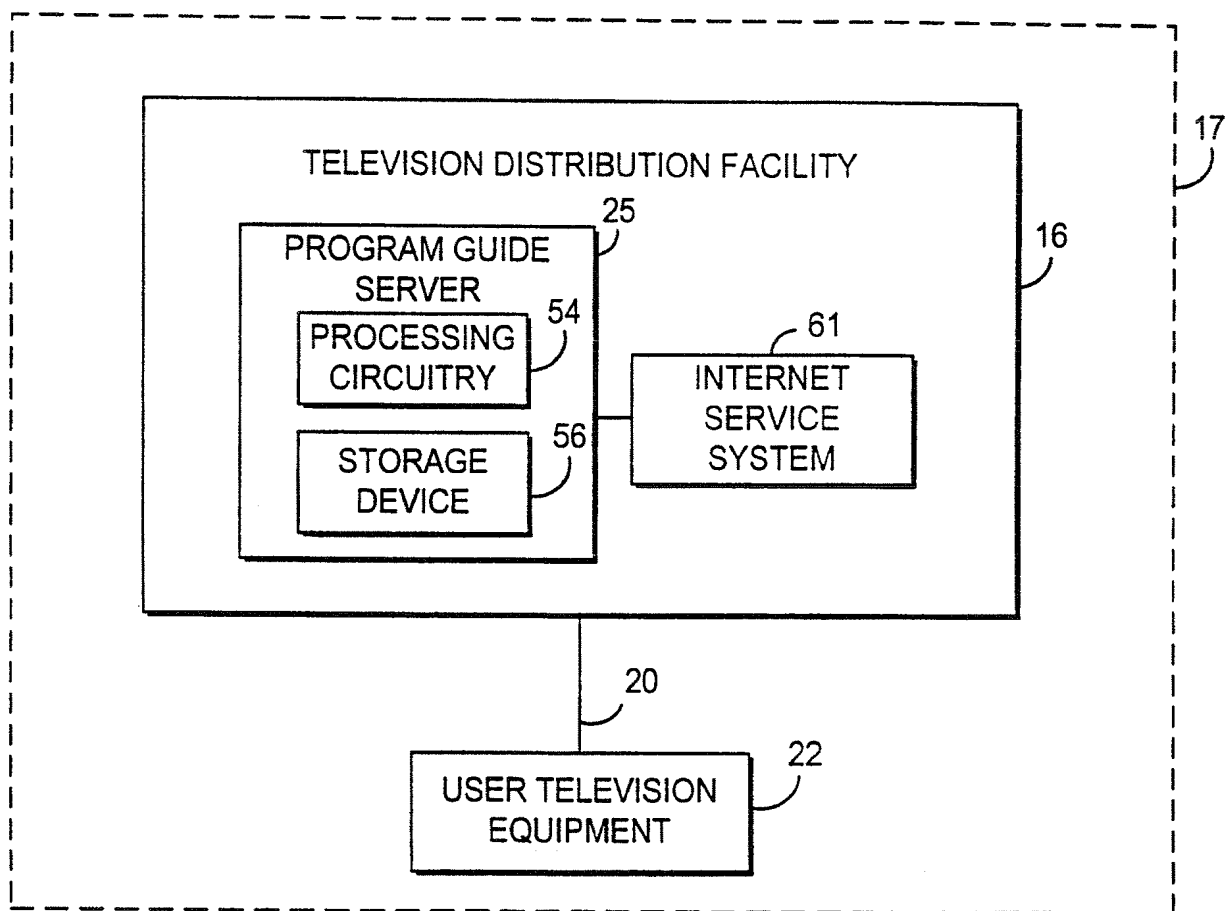 17
TELEVISION DISTRIBUTION FACILITY
16
25
PROGRAM GUIDE
SERVER
54
PROCESSING
CIRCUITRY
56
STORAGE
DEVICE
61
INTERNET
SERVICE
SYSTEM
20
22
USER TELEVISION
EQUIPMENT